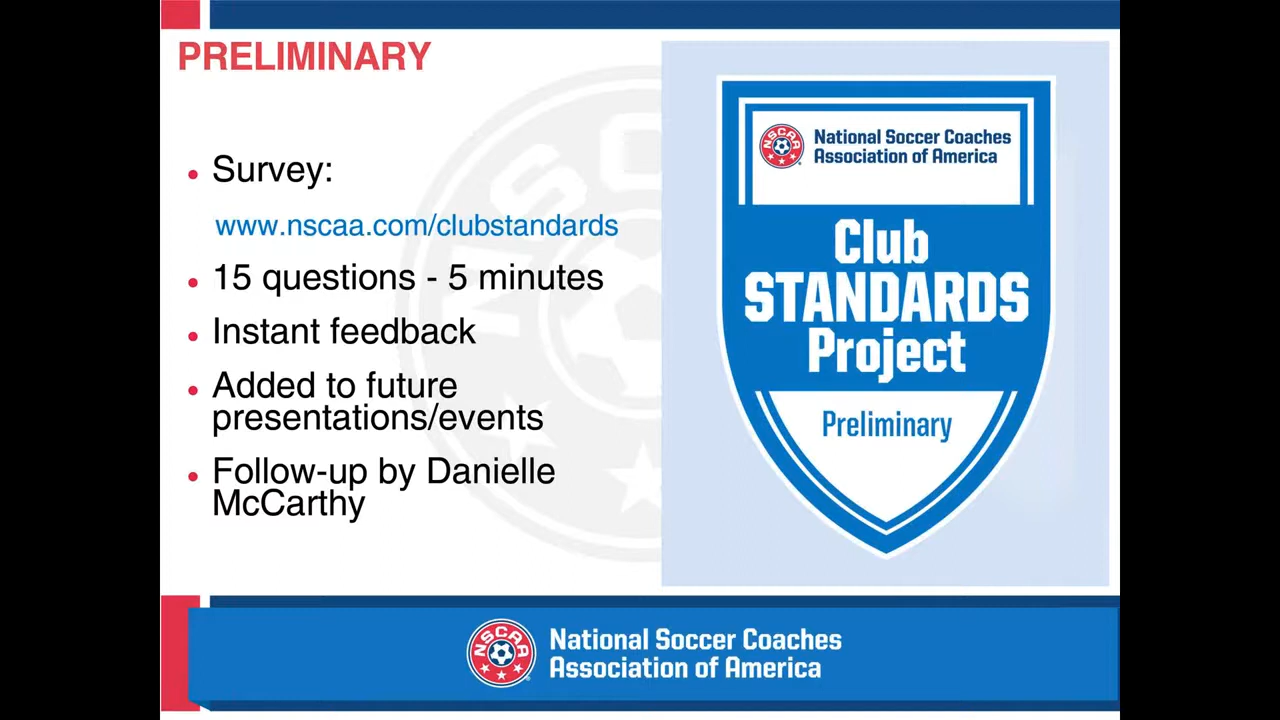 PRELIMINARY
• Survey:
www.nscaa.com/clubstandards
• 15 questions - 5 minutes
• Instant feedback
• Added to future
presentations/events
• Follow-up by Danielle
McCarthy
NSCAA
National Soccer Coaches
Association of America
Club
STANDARDS
Project
Preliminary
NSCAA
National Soccer Coaches
Association of America